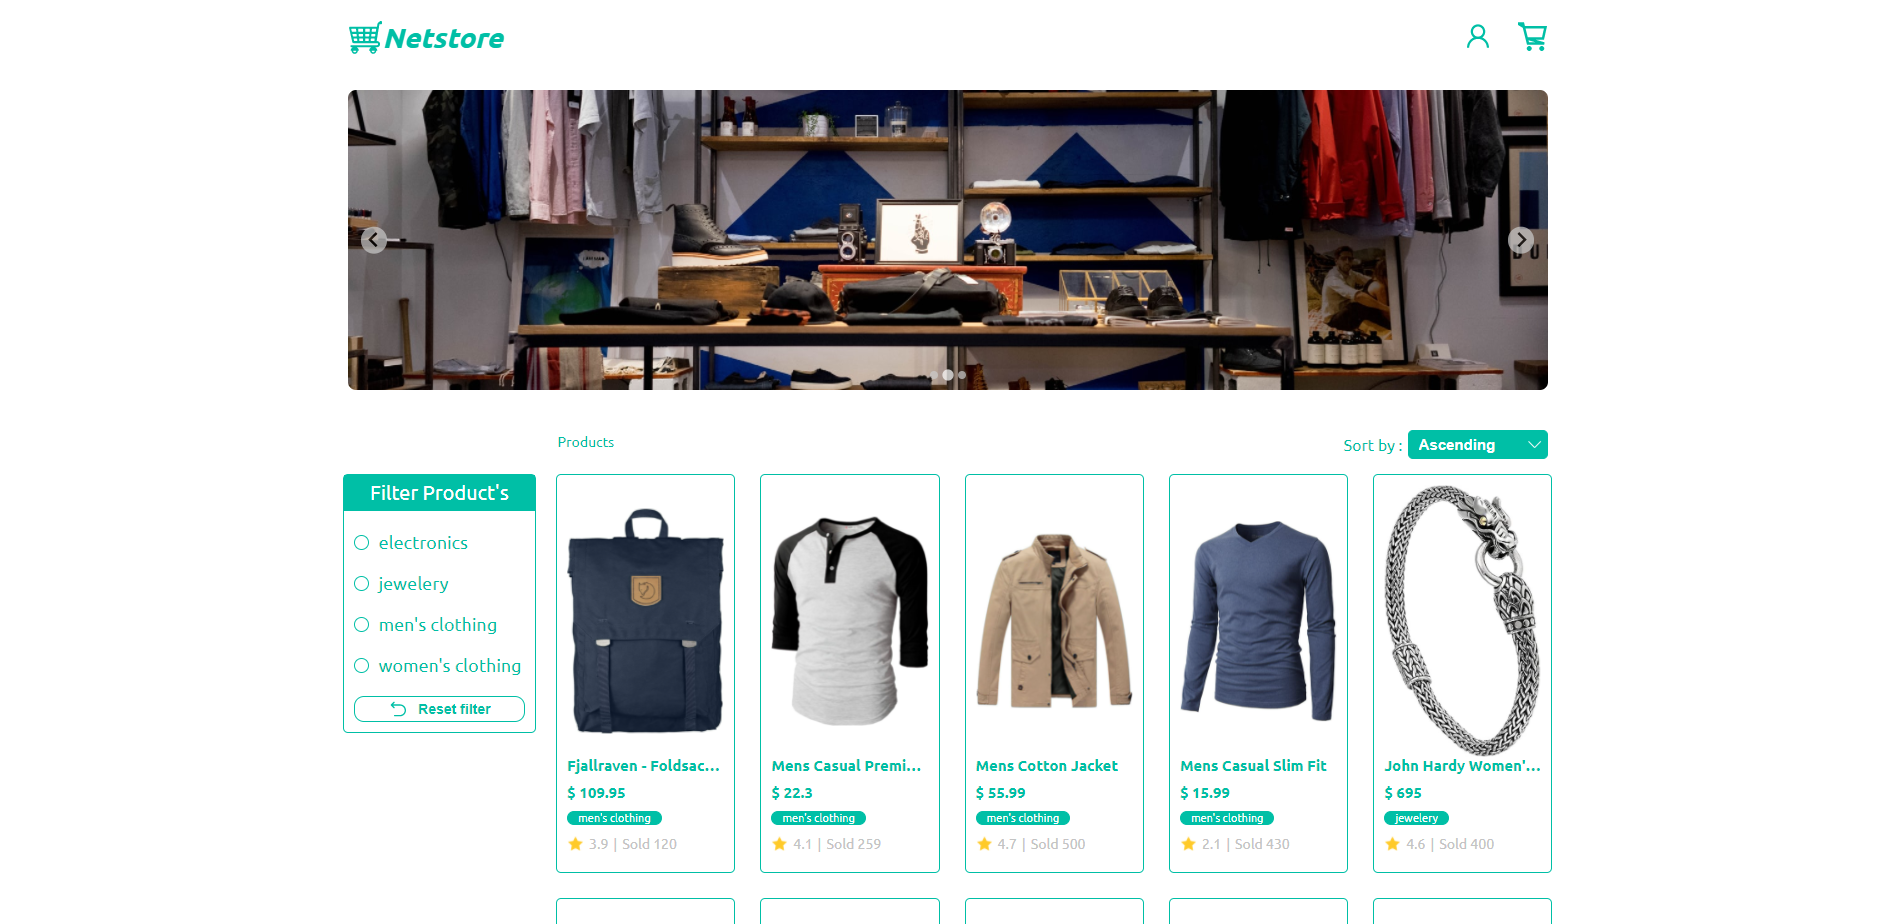 Netstore
Products
Sort by :
Ascending
Filter Product's
electronics
jewelery
men's clothing
women's clothing
Reset filter
Fjallraven - Foldsac...
$ 109.95
men's clothing
3.9 | Sold 120
Mens Casual Premi...
$ 22.3
men's clothing
4.1 | Sold 259
Mens Cotton Jacket
$ 55.99
men's clothing
4.7 | Sold 500
Mens Casual Slim Fit
$ 15.99
men's clothing
2.1 | Sold 430
John Hardy Women'...
$ 695
jewelery
4.6 | Sold 400